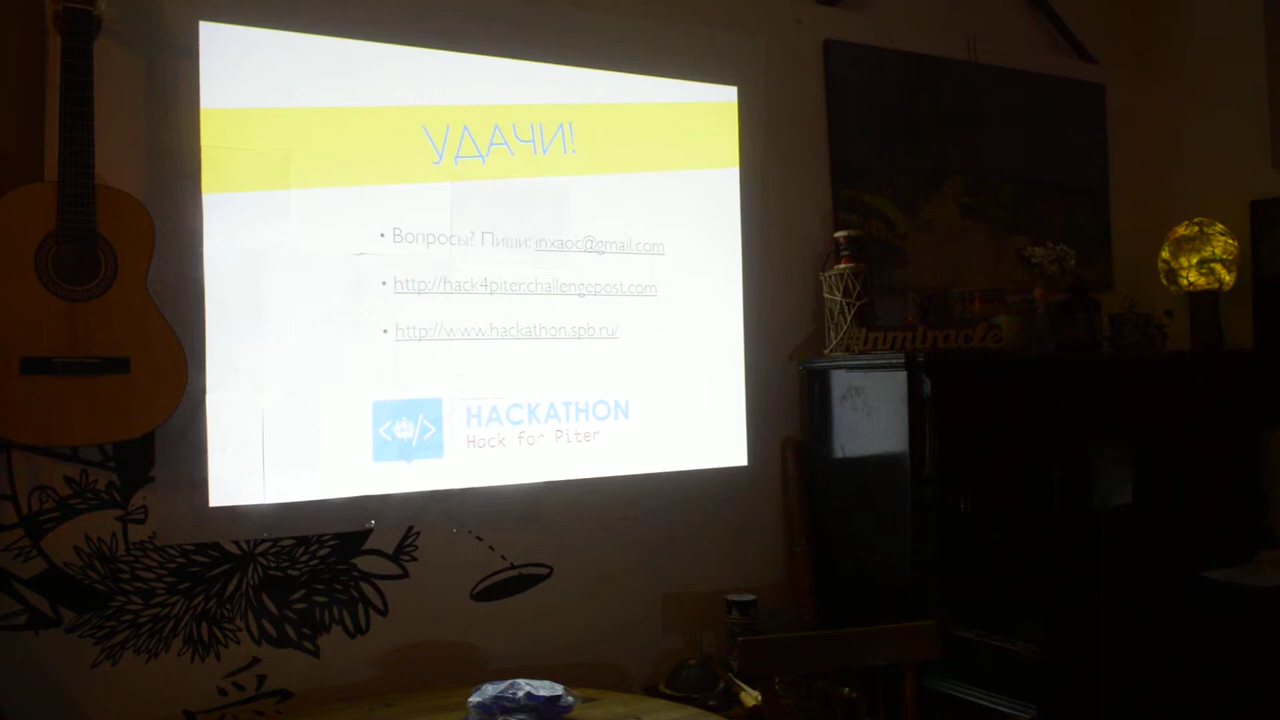 УДАЧИ!
• Вопросы? Пиши: inxaoc@gmail.com
• http://hack4piter.challengepost.com
• http://www.hackathon.spb.ru/
</> HACKATHON
Hack for Piter
#inmiracle